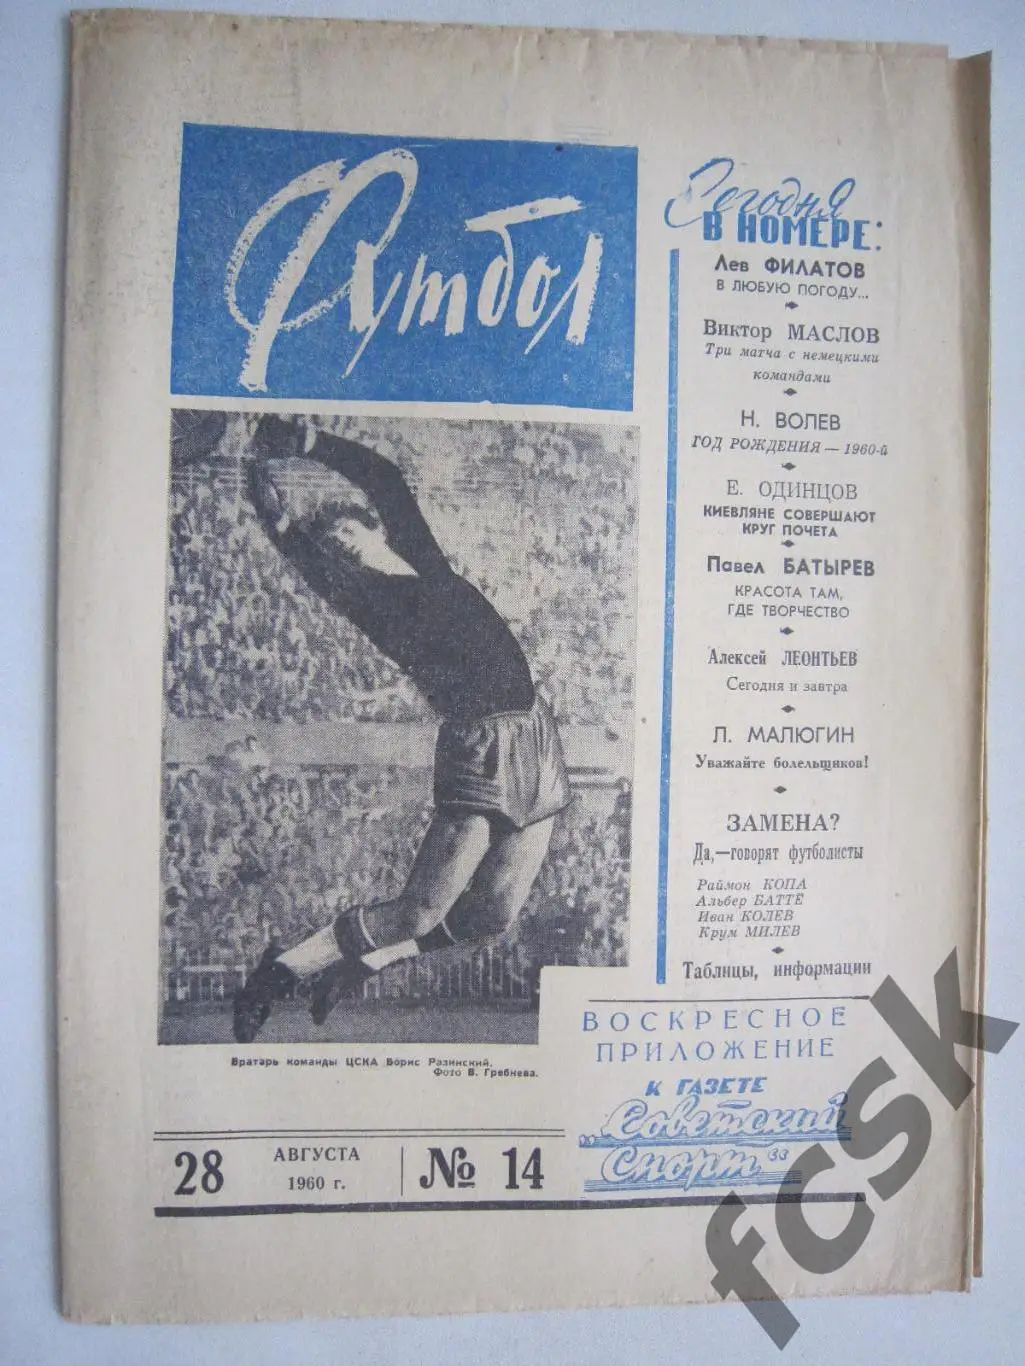 Футбол
Сегодня
В НОМЕРЕ:
Лев ФИЛАТОВ
В ЛЮБУЮ ПОГОДУ...
Виктор МАСЛОВ
Три матча с немецкими
командами
Н. ВОЛЕВ
ГОД РОЖДЕНИЯ — 1960-й
Е. ОДИНЦОВ
КИЕВЛЯНЕ СОВЕРШАЮТ
КРУГ ПОЧЕТА
Павел БАТЫРЕВ
КРАСОТА ТАМ,
ГДЕ ТВОРЧЕСТВО
Алексей ЛЕОНТЬЕВ
Сегодня и завтра
Л. МАЛЮГИН
Уважайте болельщиков!
ЗАМЕНА?
Да,—говорят футболисты
Раймон КОПА
Альбер БАТТЁ
Иван КОЛЕВ
Крум МИЛЕВ
Таблицы, информации
Вратарь команды ЦСКА Борис Разинский.
Фото В. Гребнева.
ВОСКРЕСНОЕ
ПРИЛОЖЕНИЕ
К ГАЗЕТЕ
„Советский
Спорт"
28 АВГУСТА
1960 г.
№ 14
fcsk